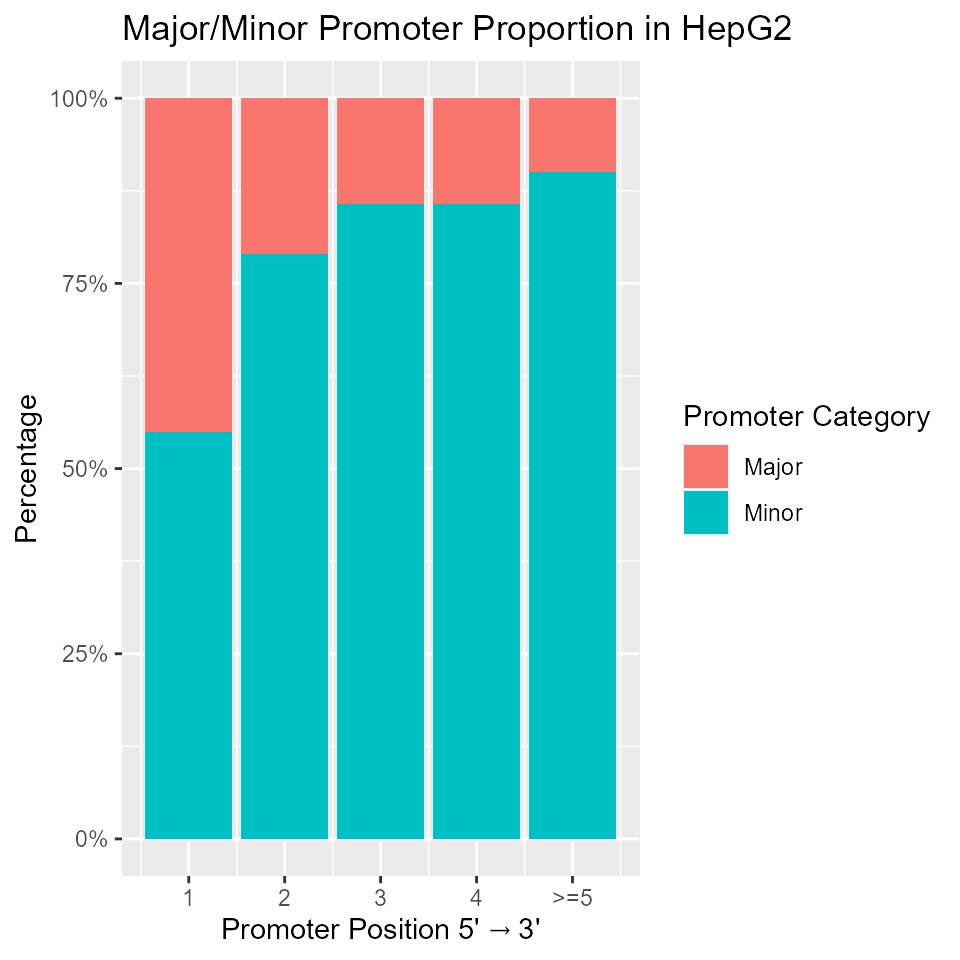 Major/Minor Promoter Proportion in HepG2
100%
75%
50%
25%
0%
Percentage
1 2 3 4 >=5
Promoter Position 5' → 3'
Promoter Category
Major
Minor